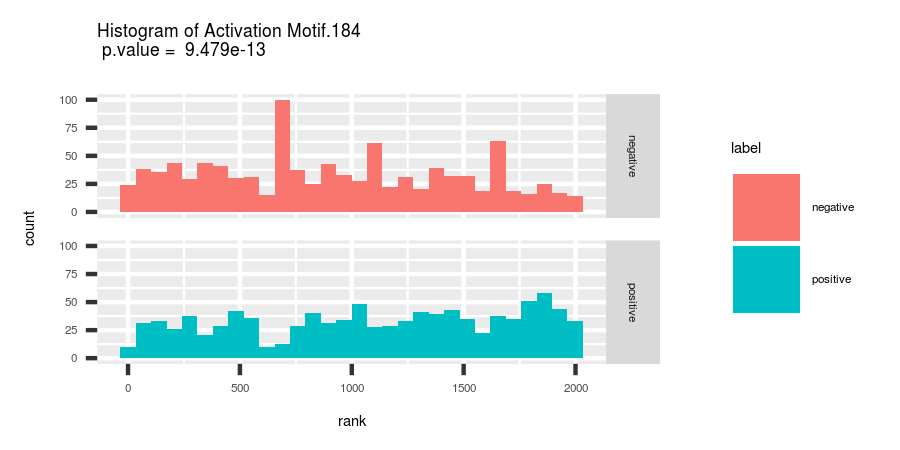 Histogram of Activation Motif.184
p.value = 9.479e-13
100
75
50
25
0
negative
100
75
50
25
0
positive
count
0 500 1000 1500 2000
rank
label
negative
positive